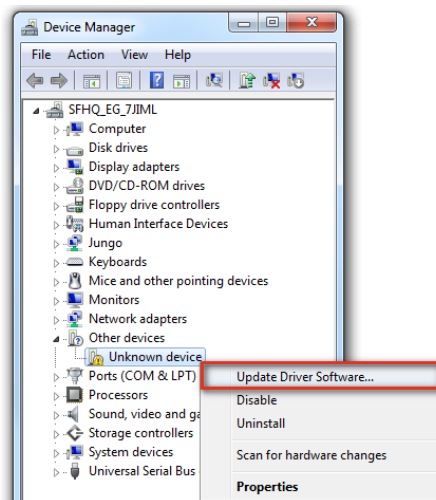 Device Manager
File Action View Help
SFHQ_EG_7JIML
Computer
Disk drives
Display adapters
DVD/CD-ROM drives
Floppy drive controllers
Human Interface Devices
Jungo
Keyboards
Mice and other pointing devices
Monitors
Network adapters
Other devices
Unknown device
Ports (COM & LPT)
Update Driver Software...
Processors
Disable
Sound, video and ga
Uninstall
Storage controllers
System devices
Scan for hardware changes
Universal Serial Bus
Properties